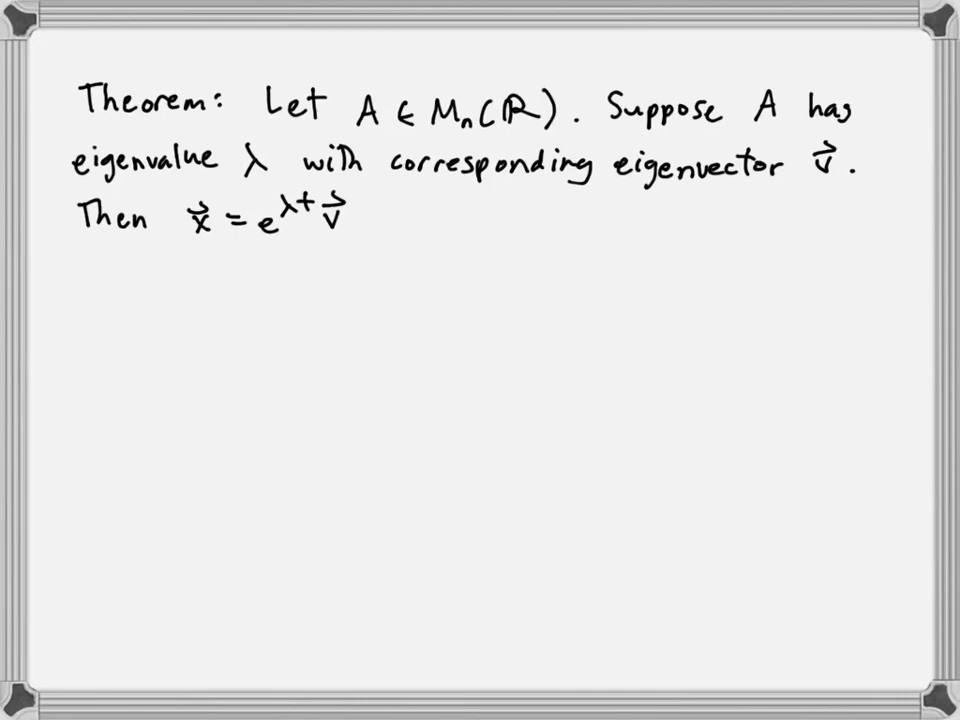 Theorem: Let A ∈ Mₙ(ℝ). Suppose A has
eigenvalue λ with corresponding eigenvector v⃗.
Then x⃗ = e^{λt} v⃗